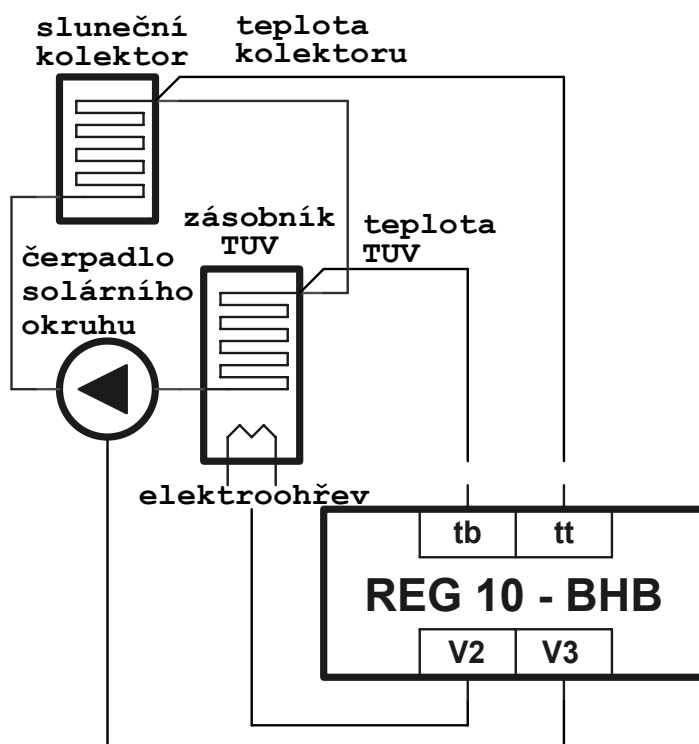 sluneční
kolektor
teplota
kolektoru
zásobník
TUV
teplota
TUV
čerpadlo
solárního
okruhu
elektroohřev
tb
tt
REG 10 - BHB
V2
V3